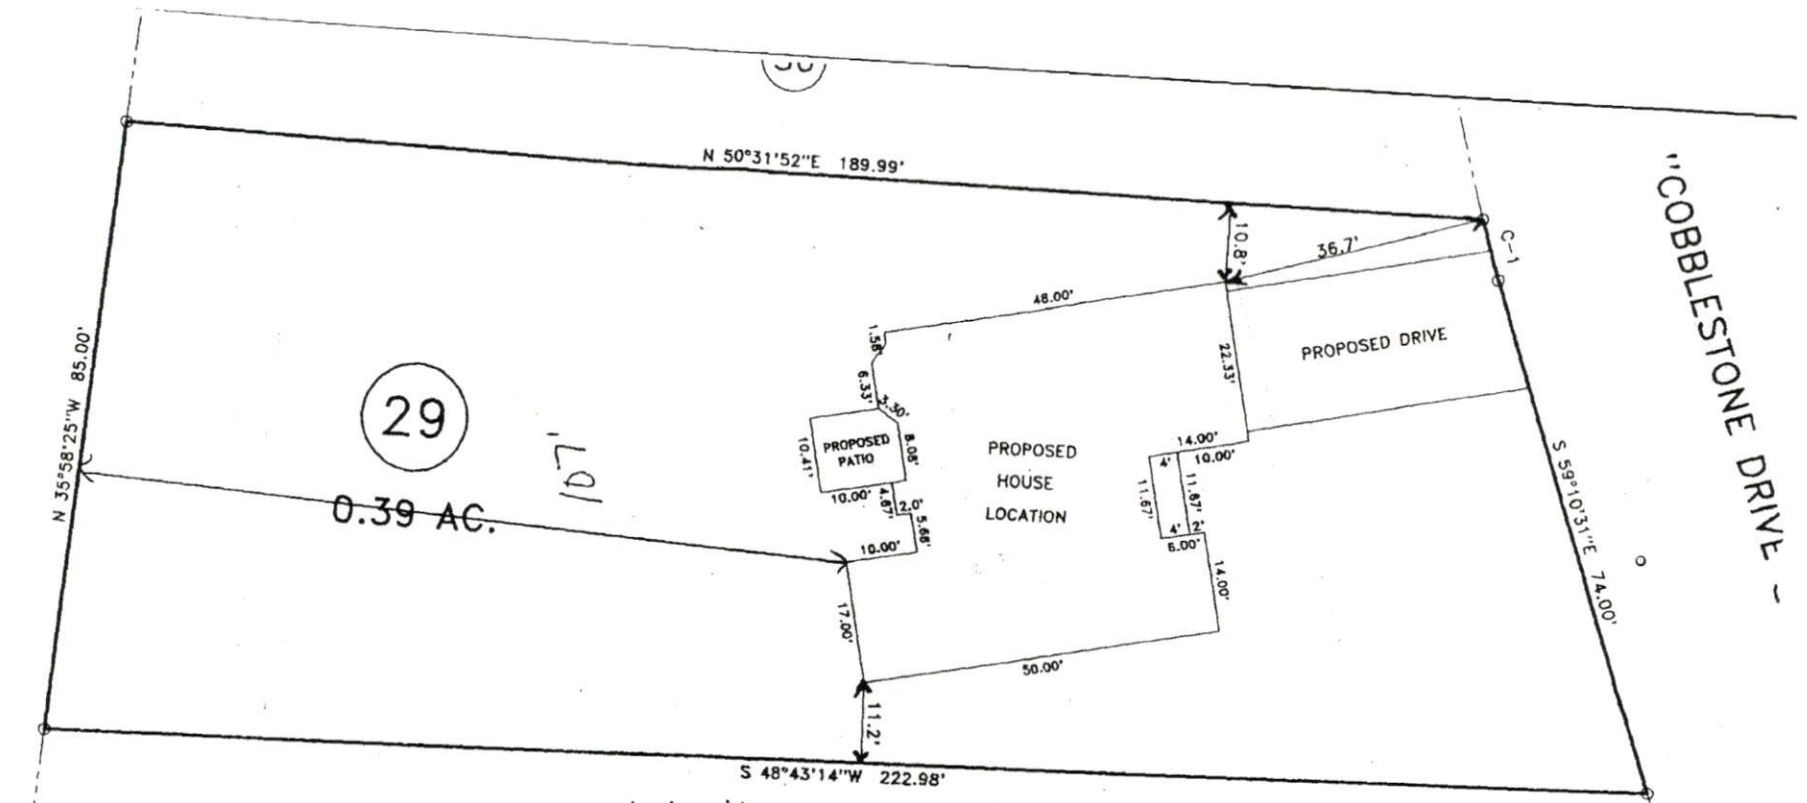 N 50°31'52"E 189.99'
10.8'
36.7'
C-1
"COBBLESTONE DRIVE -
48.00'
1.58'
6.33'
3.30'
22.33'
PROPOSED DRIVE
N 35°58'25"W 85.00'
29
0.39 AC.
107'
PROPOSED
PATIO
10.41'
8.08'
10.00'
4.67'
2.0'
5.68'
10.00'
PROPOSED
HOUSE
LOCATION
14.00'
4'
10.00'
11.67'
11.67'
4'
2'
6.00'
14.00'
S 59°10'31"E 74.00'
17.00'
50.00'
11.2'
S 48°43'14"W 222.98'